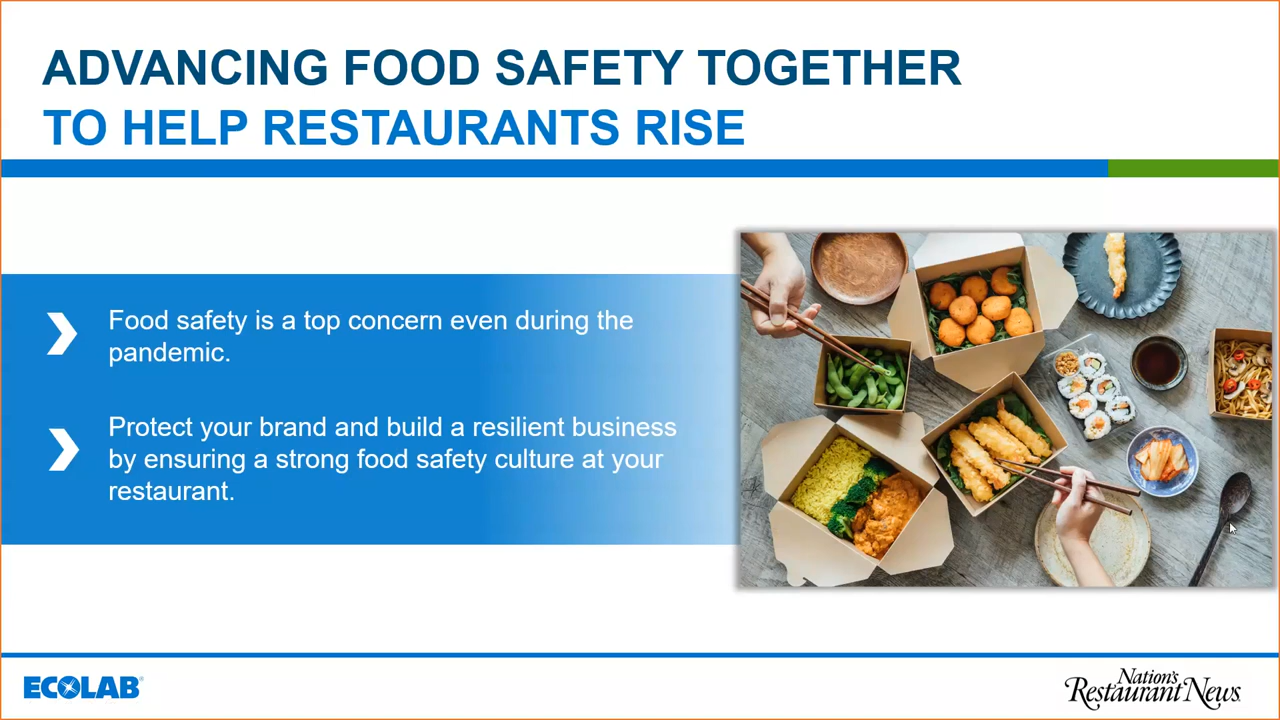 ADVANCING FOOD SAFETY TOGETHER
TO HELP RESTAURANTS RISE
Food safety is a top concern even during the
pandemic.
Protect your brand and build a resilient business
by ensuring a strong food safety culture at your
restaurant.
ECOLAB®
Nation's
Restaurant News